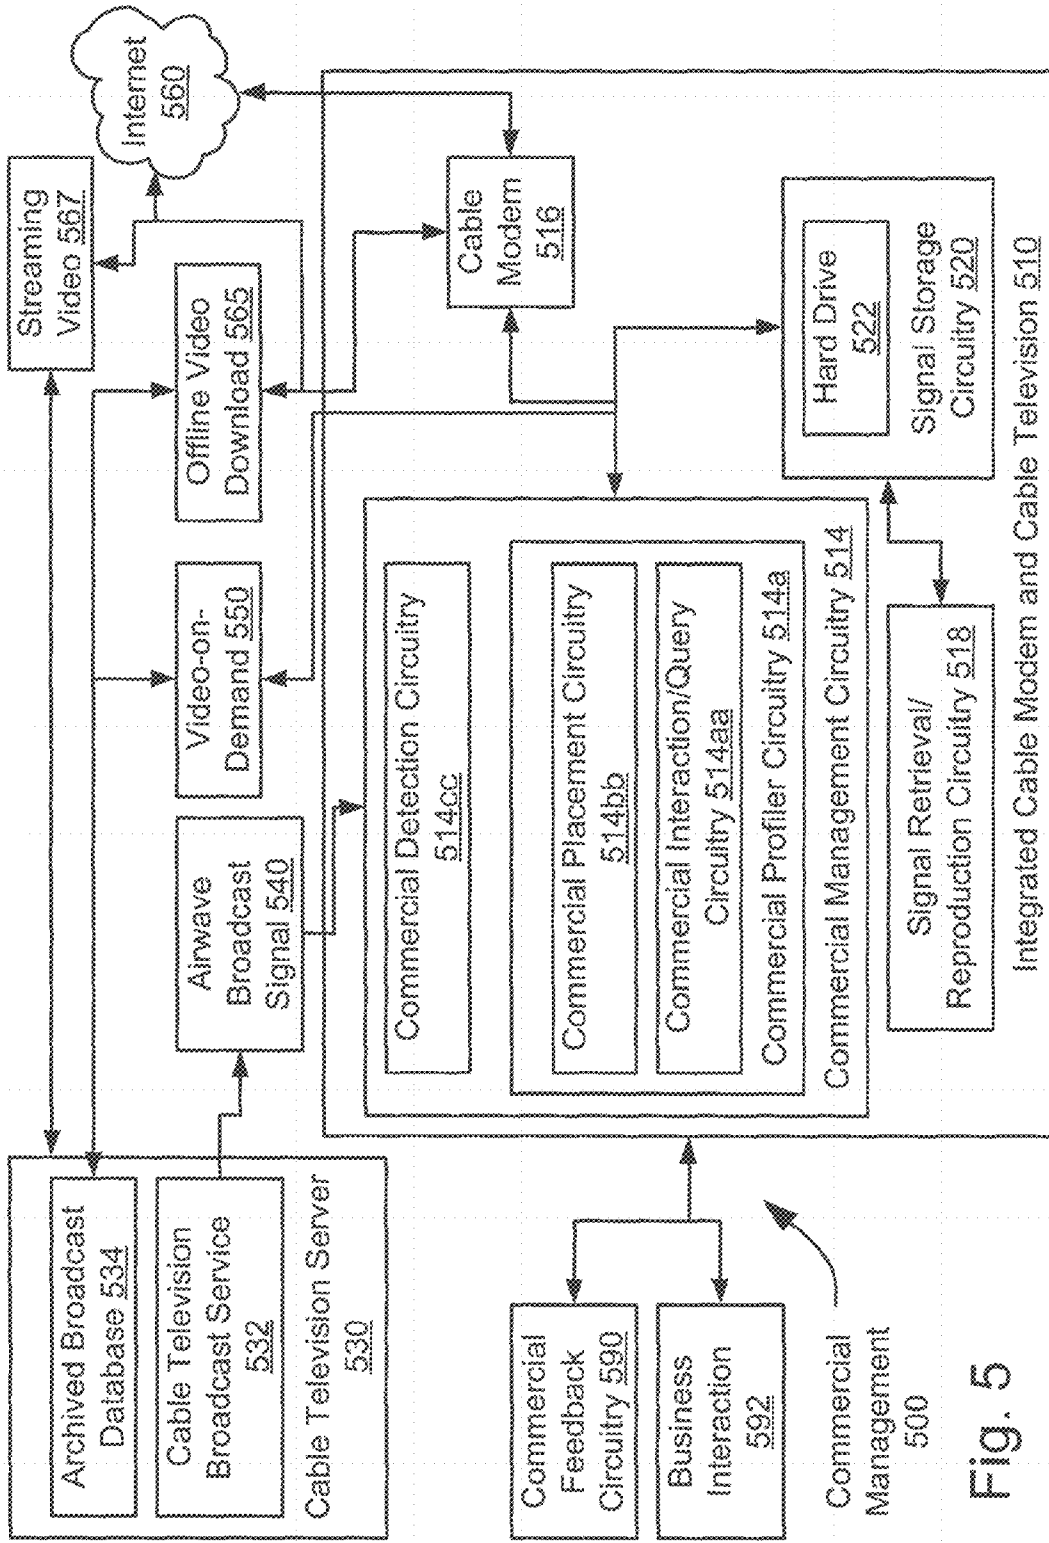 Archived Broadcast
Database 534
Cable Television
Broadcast Service
532
Cable Television Server
530
Airwave
Broadcast
Signal 540
Video-on-
Demand 550
Offline Video
Download 565
Streaming
Video 567
Internet
560
Commercial Detection Circuitry
514cc
Commercial Placement Circuitry
514bb
Commercial Interaction/Query
Circuitry 514aa
Commercial Profiler Circuitry 514a
Commercial Management Circuitry 514
Cable
Modem
516
Hard Drive
522
Signal Storage
Circuitry 520
Signal Retrieval/
Reproduction Circuitry 518
Integrated Cable Modem and Cable Television 510
Commercial
Feedback
Circuitry 590
Business
Interaction
592
Commercial
Management
500
Fig. 5